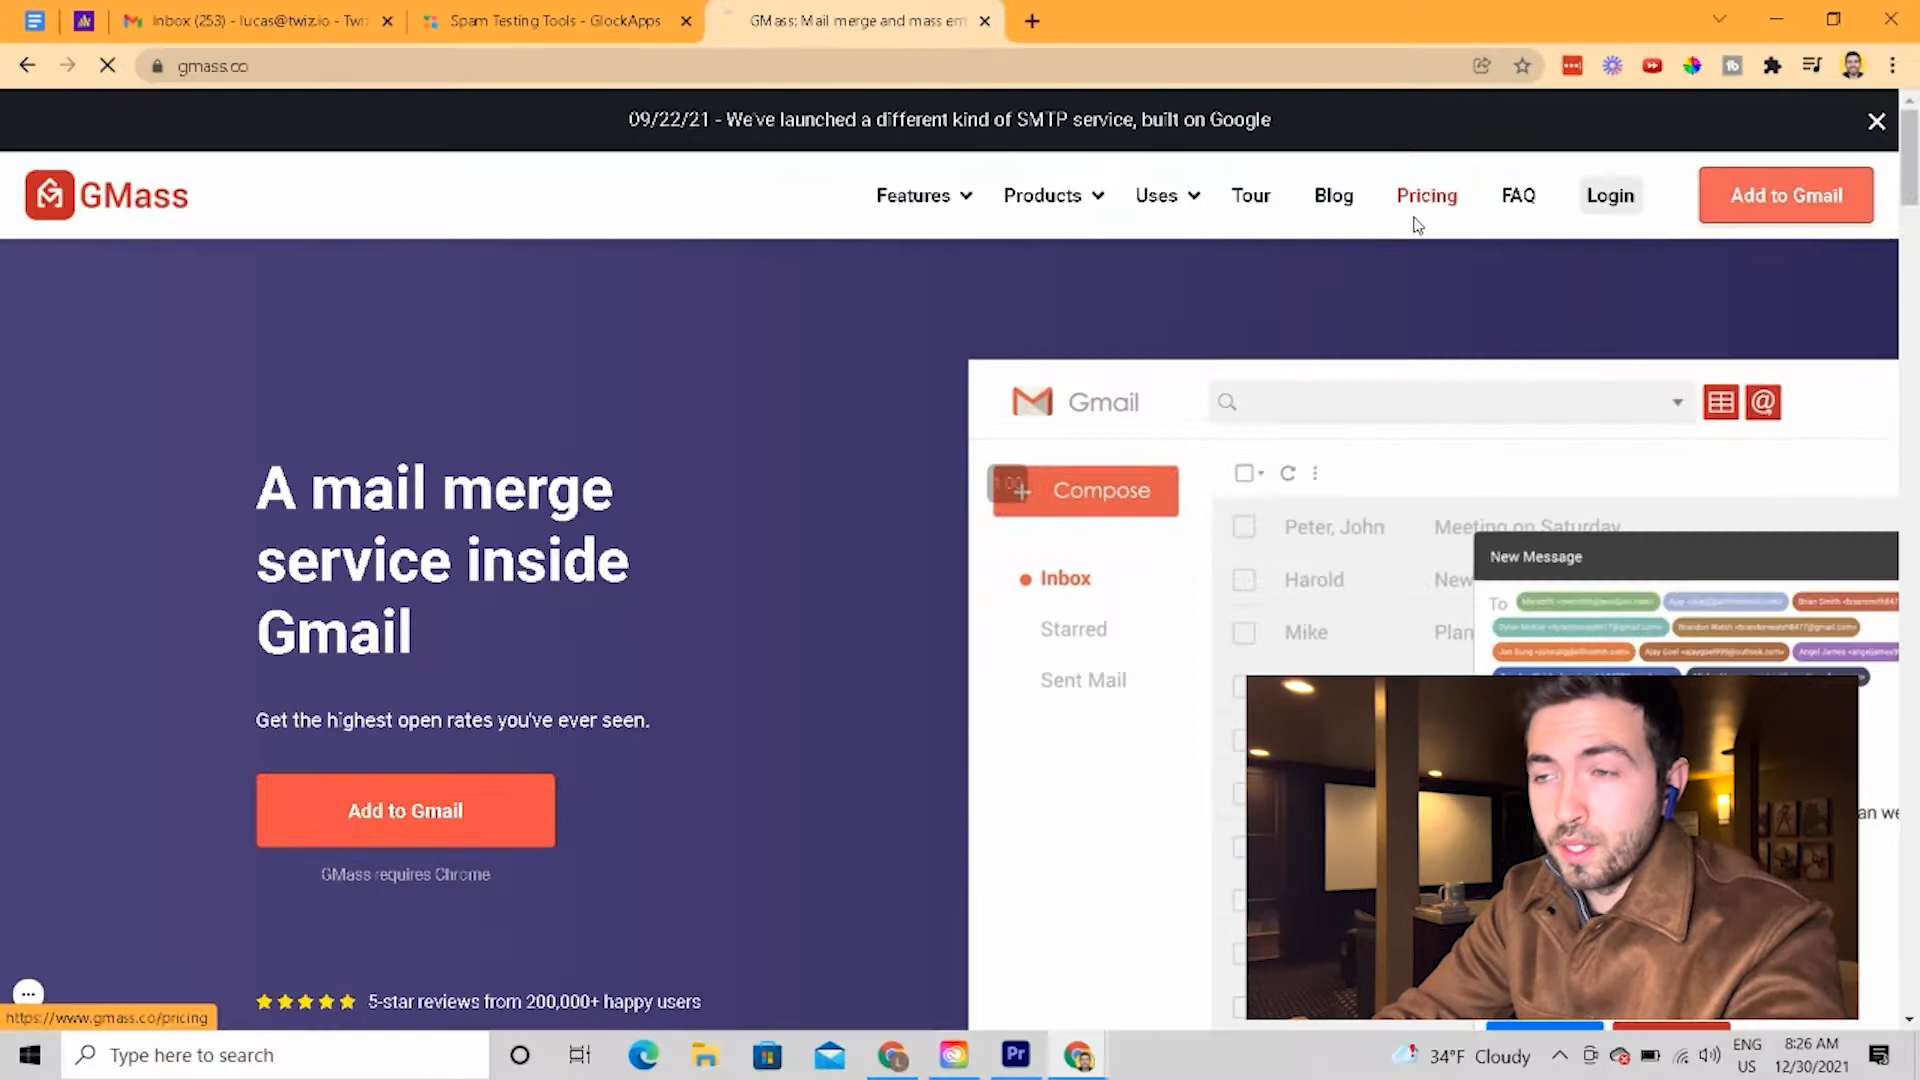 Inbox (253) - lucas@twiz.io - Twi
Spam Testing Tools - GlockApps
GMass: Mail merge and mass em
gmass.co
09/22/21 - We've launched a different kind of SMTP service, built on Google
GMass
Features
Products
Uses
Tour
Blog
Pricing
FAQ
Login
Add to Gmail
A mail merge
service inside
Gmail
Get the highest open rates you've ever seen.
Add to Gmail
GMass requires Chrome
5-star reviews from 200,000+ happy users
Gmail
Compose
Inbox
Starred
Sent Mail
Peter, John
Meeting on Saturday
Harold
New
Mike
Plan
New Message
To
an we
https://www.gmass.co/pricing
Type here to search
Pr
34°F Cloudy
ENG
US
8:26 AM
12/30/2021